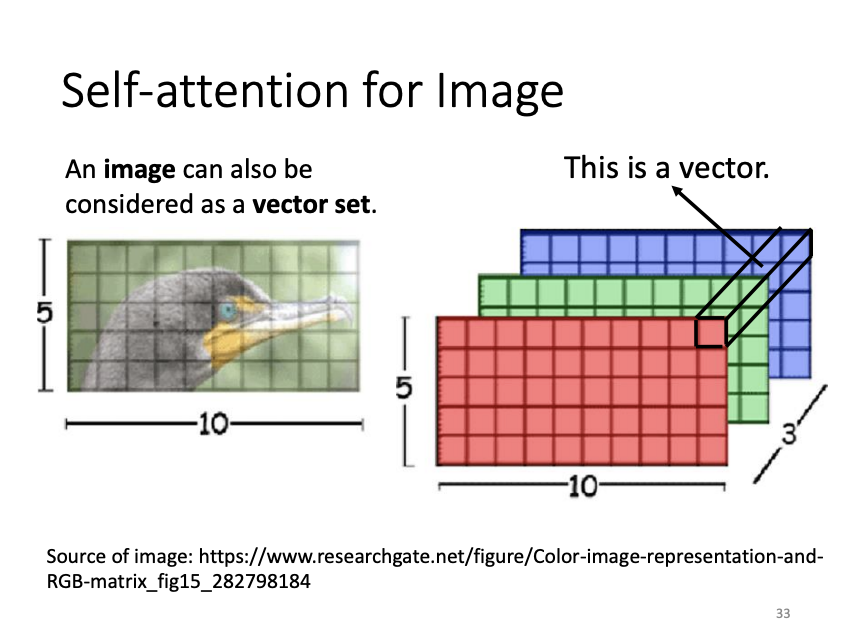 Self-attention for Image
An image can also be
considered as a vector set.
This is a vector.
5
10
5
10
3
Source of image: https://www.researchgate.net/figure/Color-image-representation-and-
RGB-matrix_fig15_282798184
33